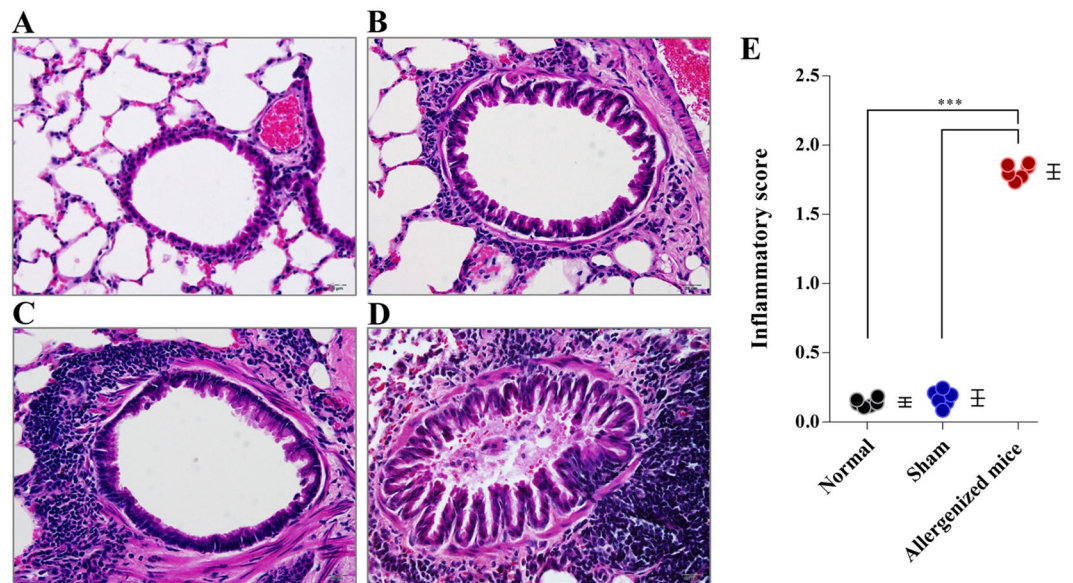 A
B
C
D
E
***
2.5
2.0
1.5
1.0
0.5
0.0
Inflammatory score
Normal
Sham
Allergenized mice